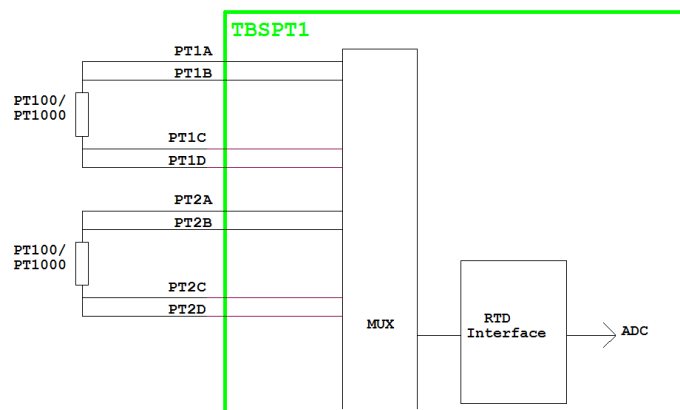 TBSPT1
PT1A
PT1B
PT100/
PT1000
PT1C
PT1D
PT2A
PT2B
PT100/
PT1000
PT2C
PT2D
MUX
RTD
Interface
ADC